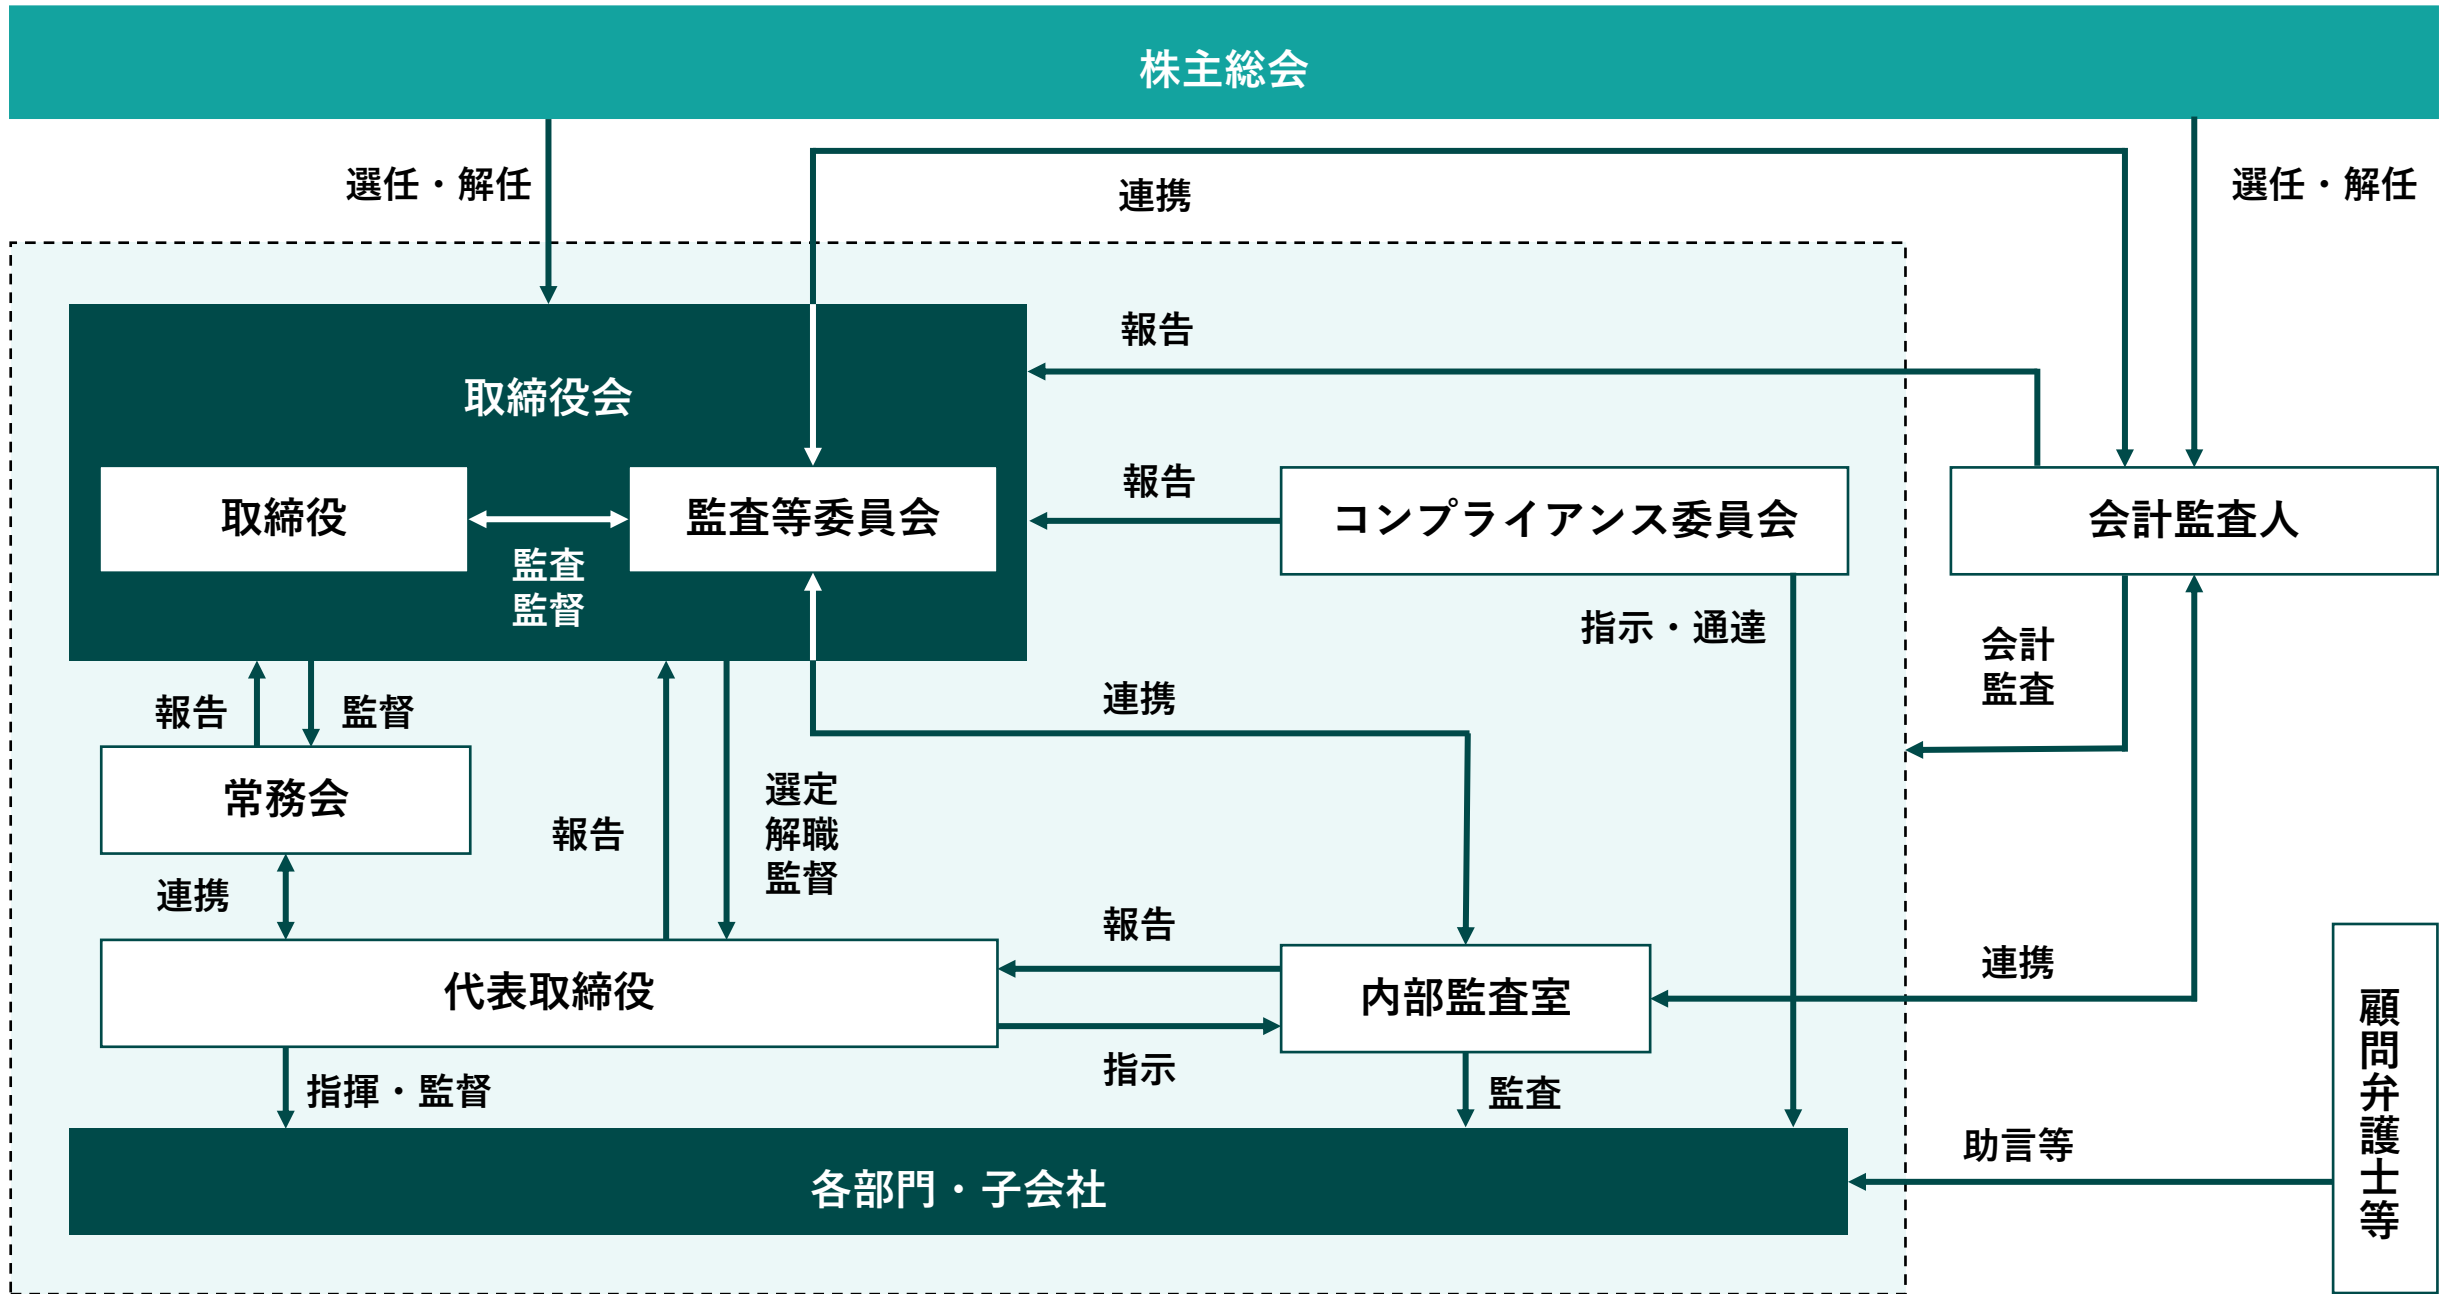 株主総会
選任・解任
連携
選任・解任
報告
取締役会
報告
取締役
監査等委員会
コンプライアンス委員会
会計監査人
監査
監督
指示・通達
会計
監査
報告
監督
連携
常務会
選定
解職
監督
報告
連携
報告
連携
代表取締役
内部監査室
顧問弁護士等
指示
指揮・監督
監査
助言等
各部門・子会社